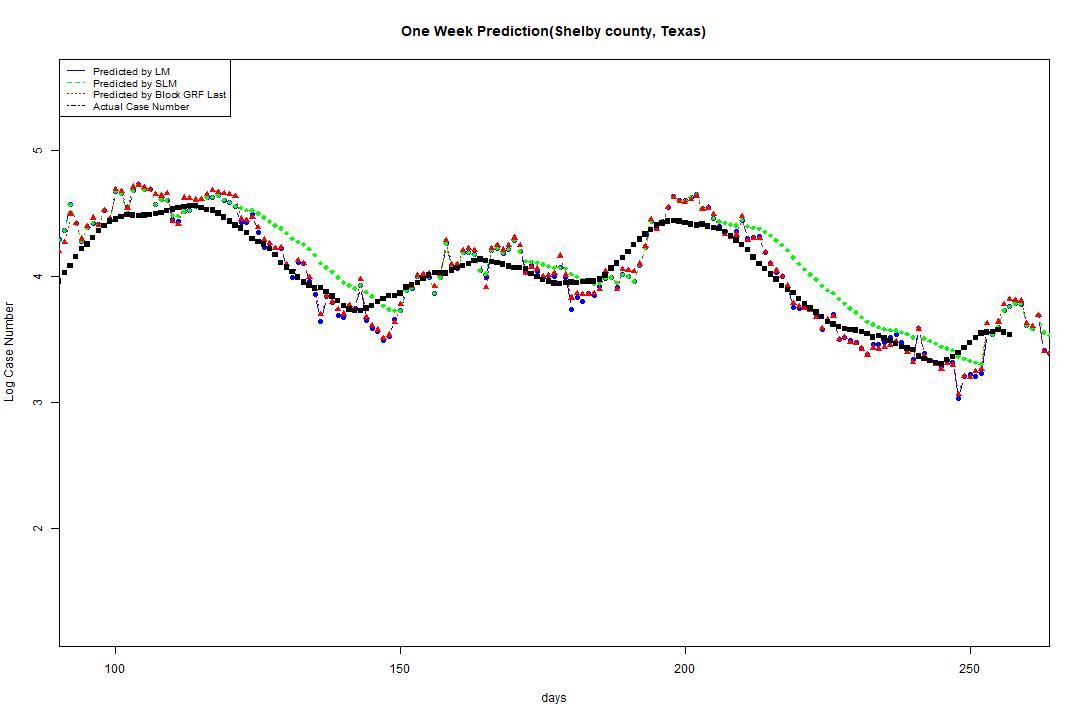 One Week Prediction(Shelby county, Texas)
Predicted by LM
Predicted by SLM
Predicted by Block GRF Last
Actual Case Number
5
4
3
2
Log Case Number
100 150 200 250
days